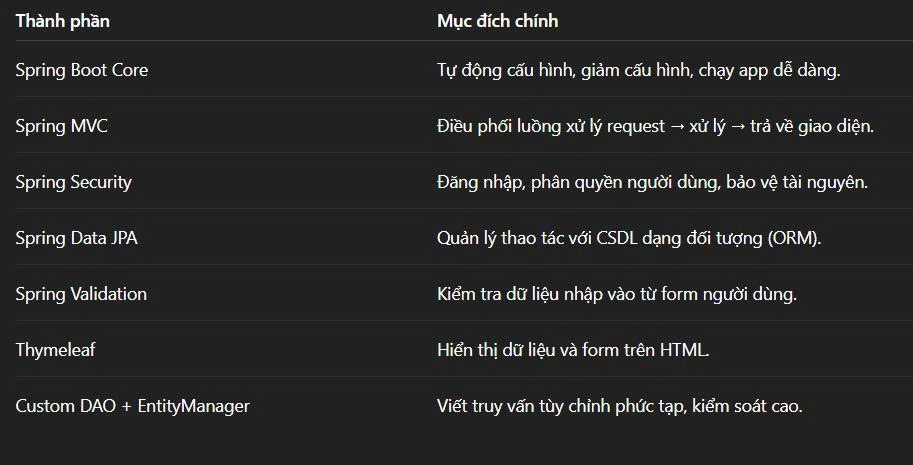 Thành phần Mục đích chính
Spring Boot Core Tự động cấu hình, giảm cấu hình, chạy app dễ dàng.
Spring MVC Điều phối luồng xử lý request → xử lý → trả về giao diện.
Spring Security Đăng nhập, phân quyền người dùng, bảo vệ tài nguyên.
Spring Data JPA Quản lý thao tác với CSDL dạng đối tượng (ORM).
Spring Validation Kiểm tra dữ liệu nhập vào từ form người dùng.
Thymeleaf Hiển thị dữ liệu và form trên HTML.
Custom DAO + EntityManager Viết truy vấn tùy chỉnh phức tạp, kiểm soát cao.